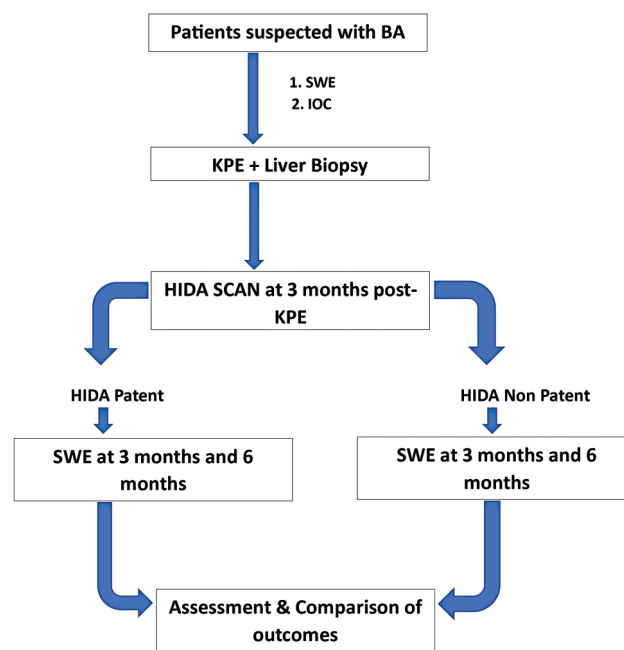 Patients suspected with BA
1. SWE
2. IOC
KPE + Liver Biopsy
HIDA SCAN at 3 months post-
KPE
HIDA Patent
HIDA Non Patent
SWE at 3 months and 6
months
SWE at 3 months and 6
months
Assessment & Comparison of
outcomes